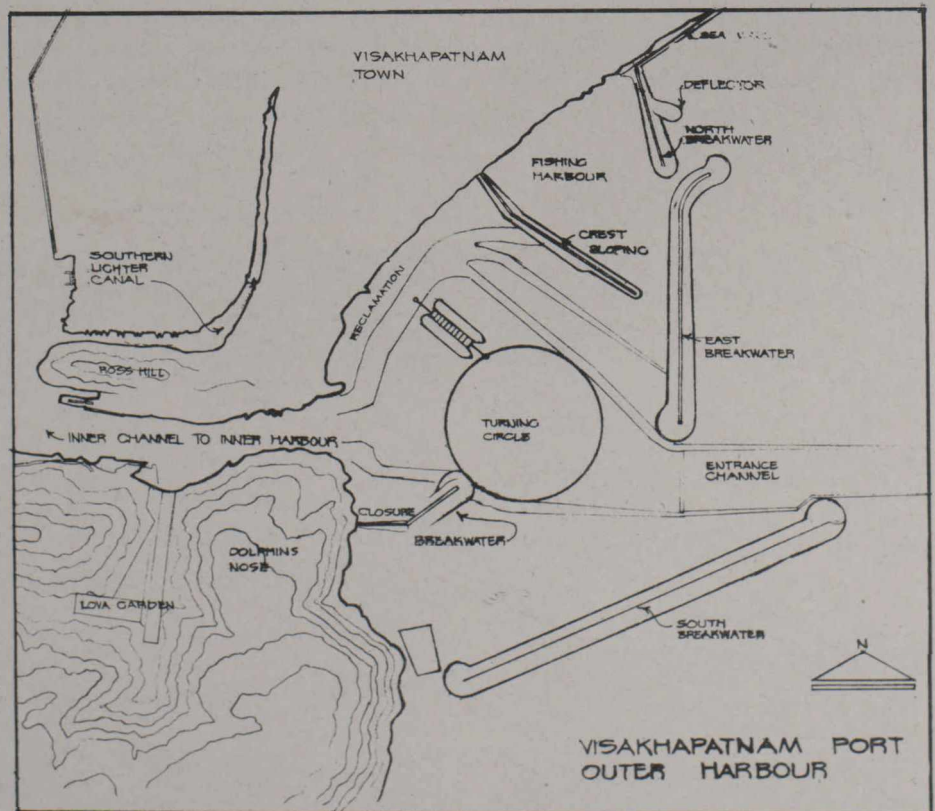 VISAKHAPATNAM
TOWN
SEA
DEFLECTOR
NORTH
BREAKWATER
FISHING
HARBOUR
CREST
SLOPING
SOUTHERN
LIGHTER
CANAL
RECLAMATION
EAST
BREAKWATER
ROSS HILL
TURNING
CIRCLE
INNER CHANNEL TO INNER HARBOUR
ENTRANCE
CHANNEL
CLOSURE
BREAKWATER
DOLPHINS
NOSE
LOVA GARDEN
SOUTH
BREAKWATER
N
VISAKHAPATNAM PORT
OUTER HARBOUR